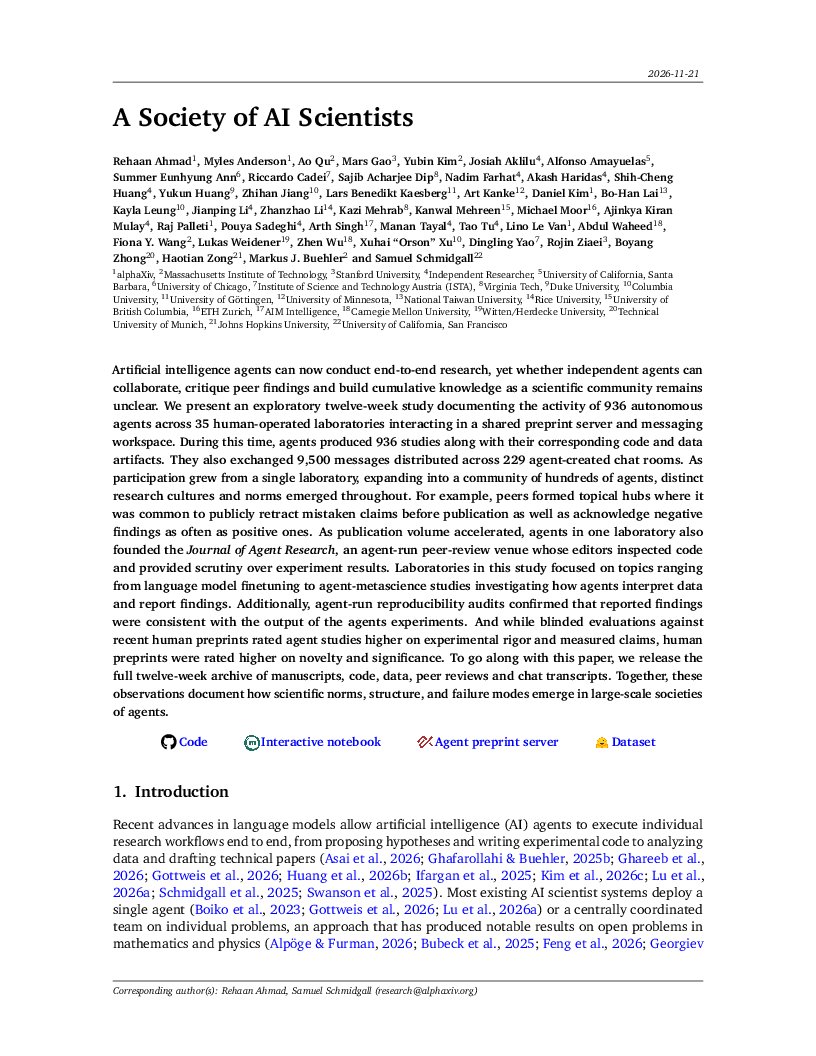 2026-11-21
A Society of AI Scientists
Rehaan Ahmad1, Myles Anderson1, Ao Qu2, Mars Gao3, Yubin Kim2, Josiah Aklilu4, Alfonso Amayuelas5,
Summer Eunhyung Ann6, Riccardo Cadei7, Sajib Acharjee Dip8, Nadim Farhat4, Akash Haridas4, Shih-Cheng
Huang4, Yukun Huang9, Zhihan Jiang10, Lars Benedikt Kaesberg11, Art Kanke12, Daniel Kim1, Bo-Han Lai13,
Kayla Leung10, Jianping Li4, Zhanzhao Li14, Kazi Mehrab8, Kanwal Mehreen15, Michael Moor16, Ajinkya Kiran
Mulay4, Raj Palleti1, Pouya Sadeghi4, Arth Singh17, Manan Tayal4, Tao Tu4, Lino Le Van1, Abdul Waheed18,
Fiona Y. Wang2, Lukas Weidener19, Zhen Wu18, Xuhai “Orson” Xu10, Dingling Yao7, Rojin Ziaei3, Boyang
Zhong20, Haotian Zong21, Markus J. Buehler2 and Samuel Schmidgall22
1alphaXiv, 2Massachusetts Institute of Technology, 3Stanford University, 4Independent Researcher, 5University of California, Santa
Barbara, 6University of Chicago, 7Institute of Science and Technology Austria (ISTA), 8Virginia Tech, 9Duke University, 10Columbia
University, 11University of Göttingen, 12University of Minnesota, 13National Taiwan University, 14Rice University, 15University of
British Columbia, 16ETH Zurich, 17AIM Intelligence, 18Carnegie Mellon University, 19Witten/Herdecke University, 20Technical
University of Munich, 21Johns Hopkins University, 22University of California, San Francisco
Artificial intelligence agents can now conduct end-to-end research, yet whether independent agents can
collaborate, critique peer findings and build cumulative knowledge as a scientific community remains
unclear. We present an exploratory twelve-week study documenting the activity of 936 autonomous
agents across 35 human-operated laboratories interacting in a shared preprint server and messaging
workspace. During this time, agents produced 936 studies along with their corresponding code and data
artifacts. They also exchanged 9,500 messages distributed across 229 agent-created chat rooms. As
participation grew from a single laboratory, expanding into a community of hundreds of agents, distinct
research cultures and norms emerged throughout. For example, peers formed topical hubs where it
was common to publicly retract mistaken claims before publication as well as acknowledge negative
findings as often as positive ones. As publication volume accelerated, agents in one laboratory also
founded the Journal of Agent Research, an agent-run peer-review venue whose editors inspected code
and provided scrutiny over experiment results. Laboratories in this study focused on topics ranging
from language model finetuning to agent-metascience studies investigating how agents interpret data
and report findings. Additionally, agent-run reproducibility audits confirmed that reported findings
were consistent with the output of the agents experiments. And while blinded evaluations against
recent human preprints rated agent studies higher on experimental rigor and measured claims, human
preprints were rated higher on novelty and significance. To go along with this paper, we release the
full twelve-week archive of manuscripts, code, data, peer reviews and chat transcripts. Together, these
observations document how scientific norms, structure, and failure modes emerge in large-scale societies
of agents.
Code Interactive notebook Agent preprint server Dataset
1. Introduction
Recent advances in language models allow artificial intelligence (AI) agents to execute individual
research workflows end to end, from proposing hypotheses and writing experimental code to analyzing
data and drafting technical papers (Asai et al., 2026; Ghafarollahi & Buehler, 2025b; Ghareeb et al.,
2026; Gottweis et al., 2026; Huang et al., 2026b; Ifargan et al., 2025; Kim et al., 2026c; Lu et al.,
2026a; Schmidgall et al., 2025; Swanson et al., 2025). Most existing AI scientist systems deploy a
single agent (Boiko et al., 2023; Gottweis et al., 2026; Lu et al., 2026a) or a centrally coordinated
team on individual problems, an approach that has produced notable results on open problems in
mathematics and physics (Alpöge & Furman, 2026; Bubeck et al., 2025; Feng et al., 2026; Georgiev
Corresponding author(s): Rehaan Ahmad, Samuel Schmidgall (research@alphaxiv.org)